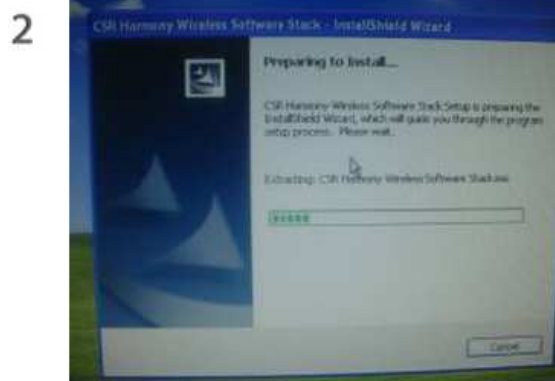 2
CSR Harmony Wireless Software Stack - InstallShield Wizard
Preparing to Install...
CSR Harmony Wireless Software Stack Setup is preparing the
InstallShield Wizard, which will guide you through the program
setup process. Please wait.
Extracting: CSR Harmony Wireless Software Stack.msi
Cancel